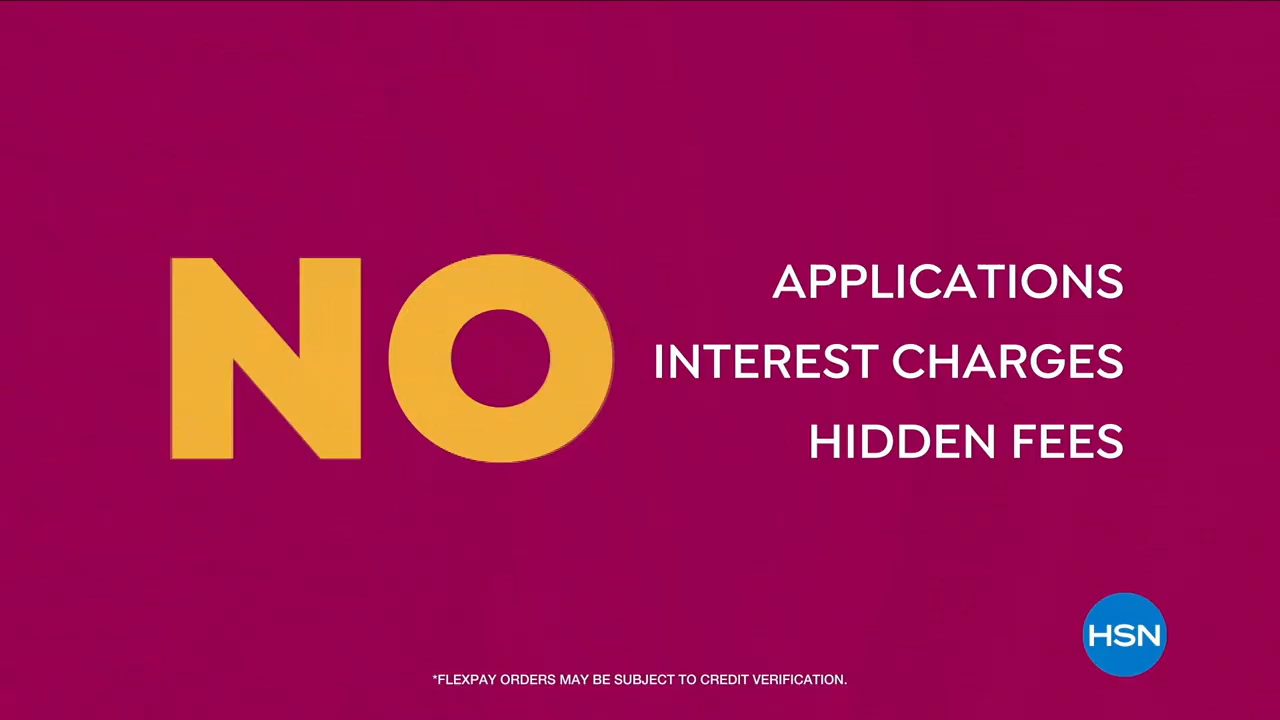 NO
APPLICATIONS
INTEREST CHARGES
HIDDEN FEES
HSN
*FLEXPAY ORDERS MAY BE SUBJECT TO CREDIT VERIFICATION.